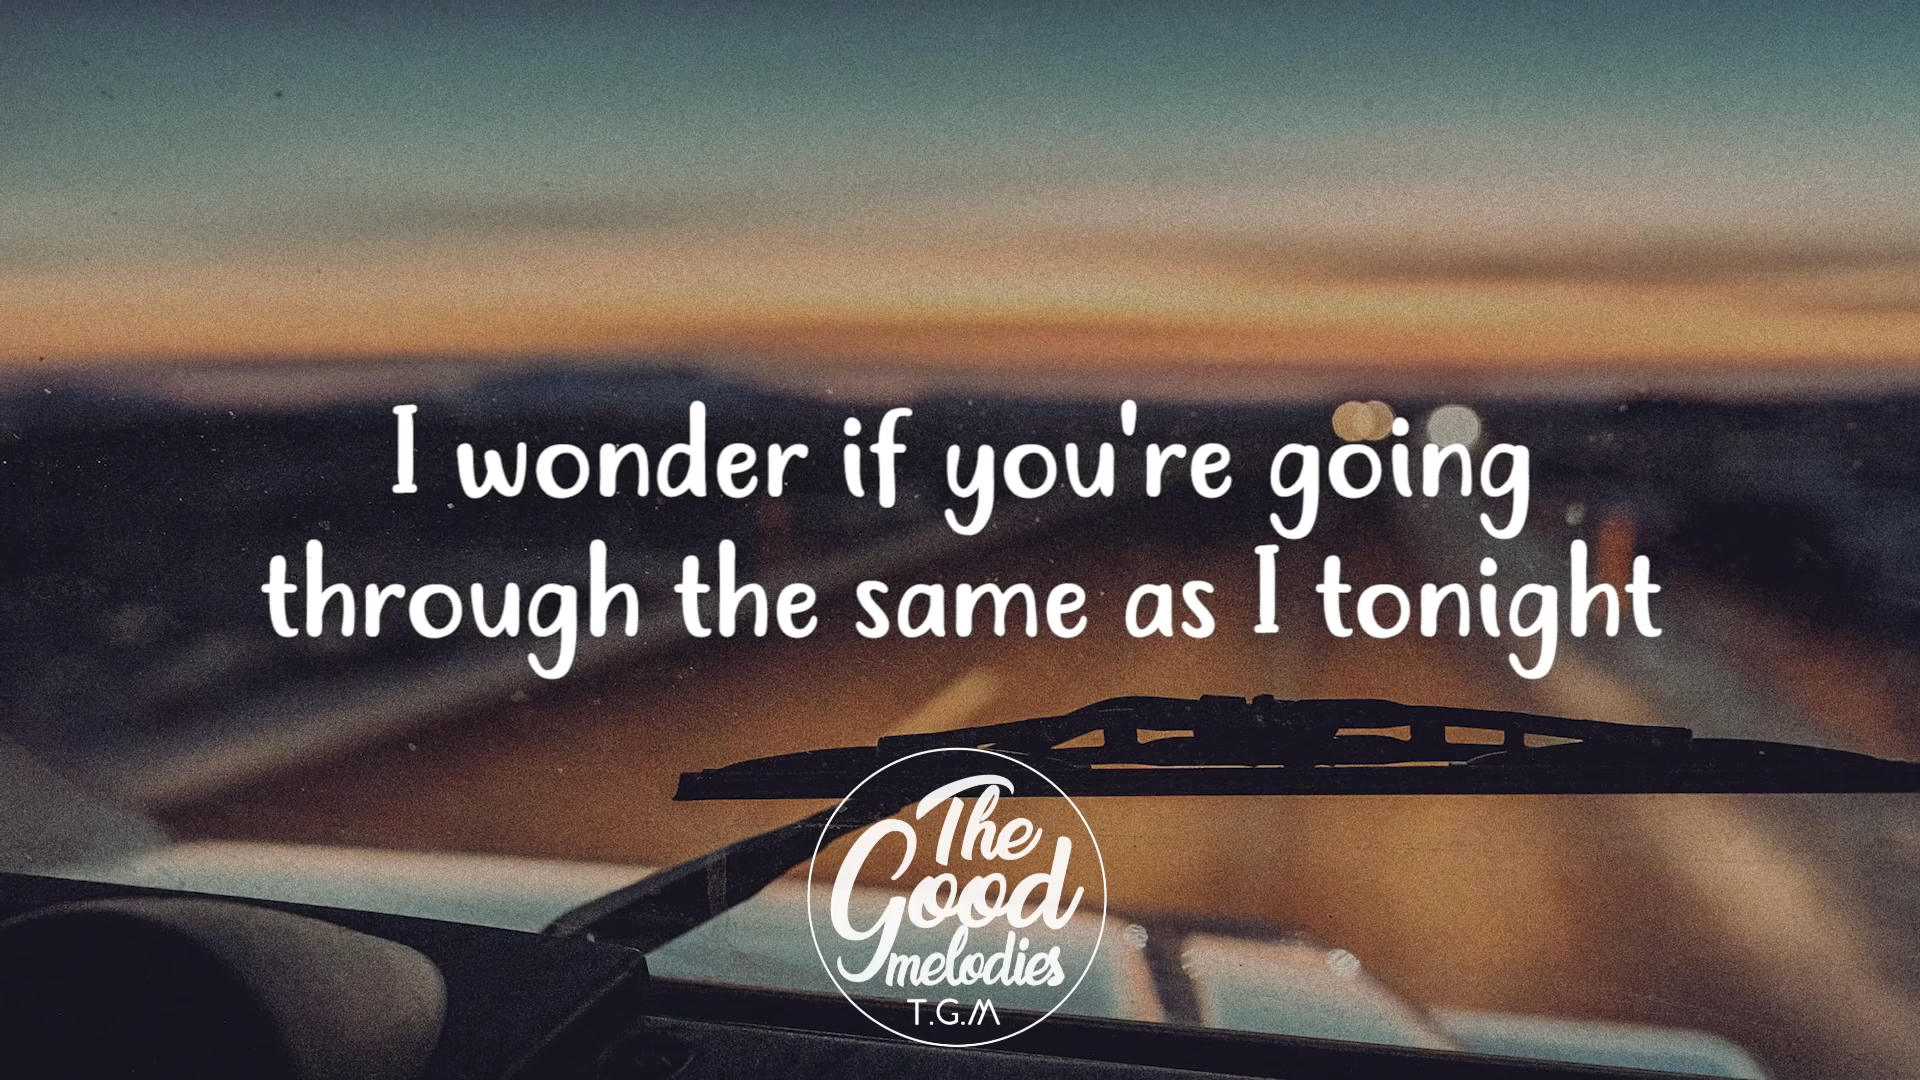 I wonder if you're going
through the same as I tonight
The
Good
melodies
T.G.M